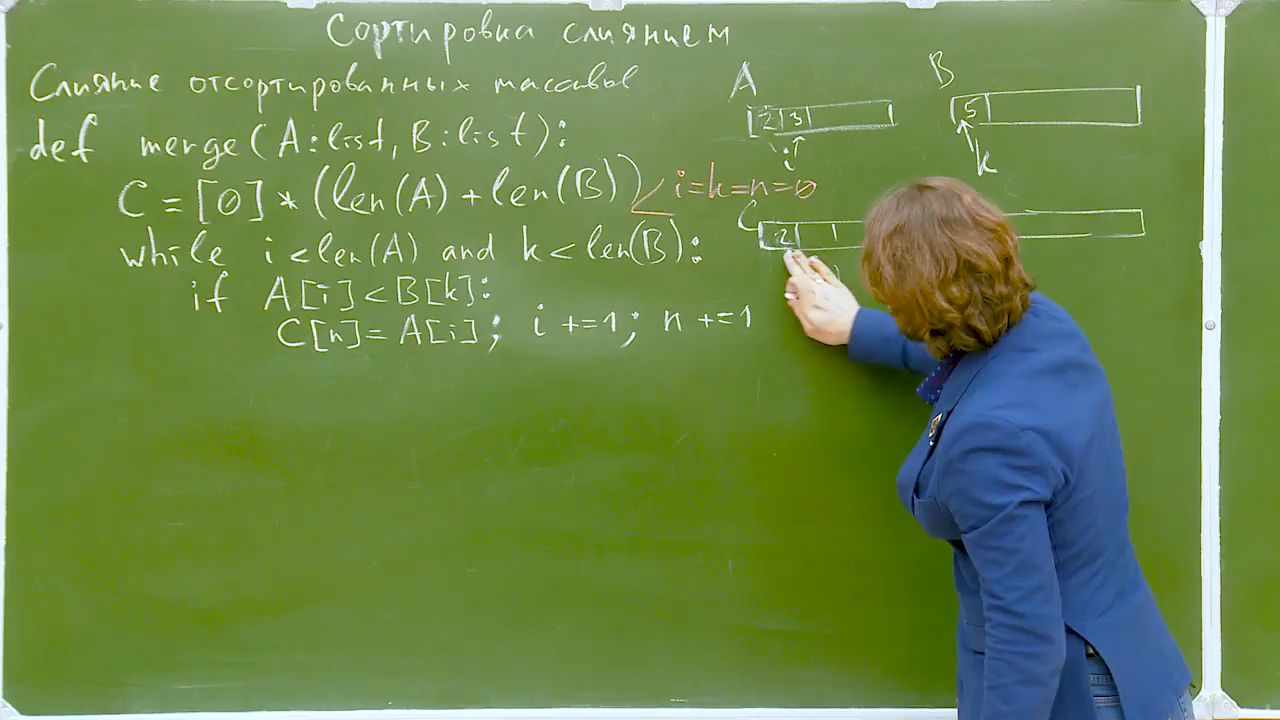 Сортировка слиянием
Слияние отсортированных массивов
def merge(A:list, B:list):
C = [0] * (len(A) + len(B))
i=k=n=0
while i<len(A) and k<len(B):
if A[i]<B[k]:
C[n]=A[i]; i+=1; n+=1
A
2 3
i
B
5
k
C
2